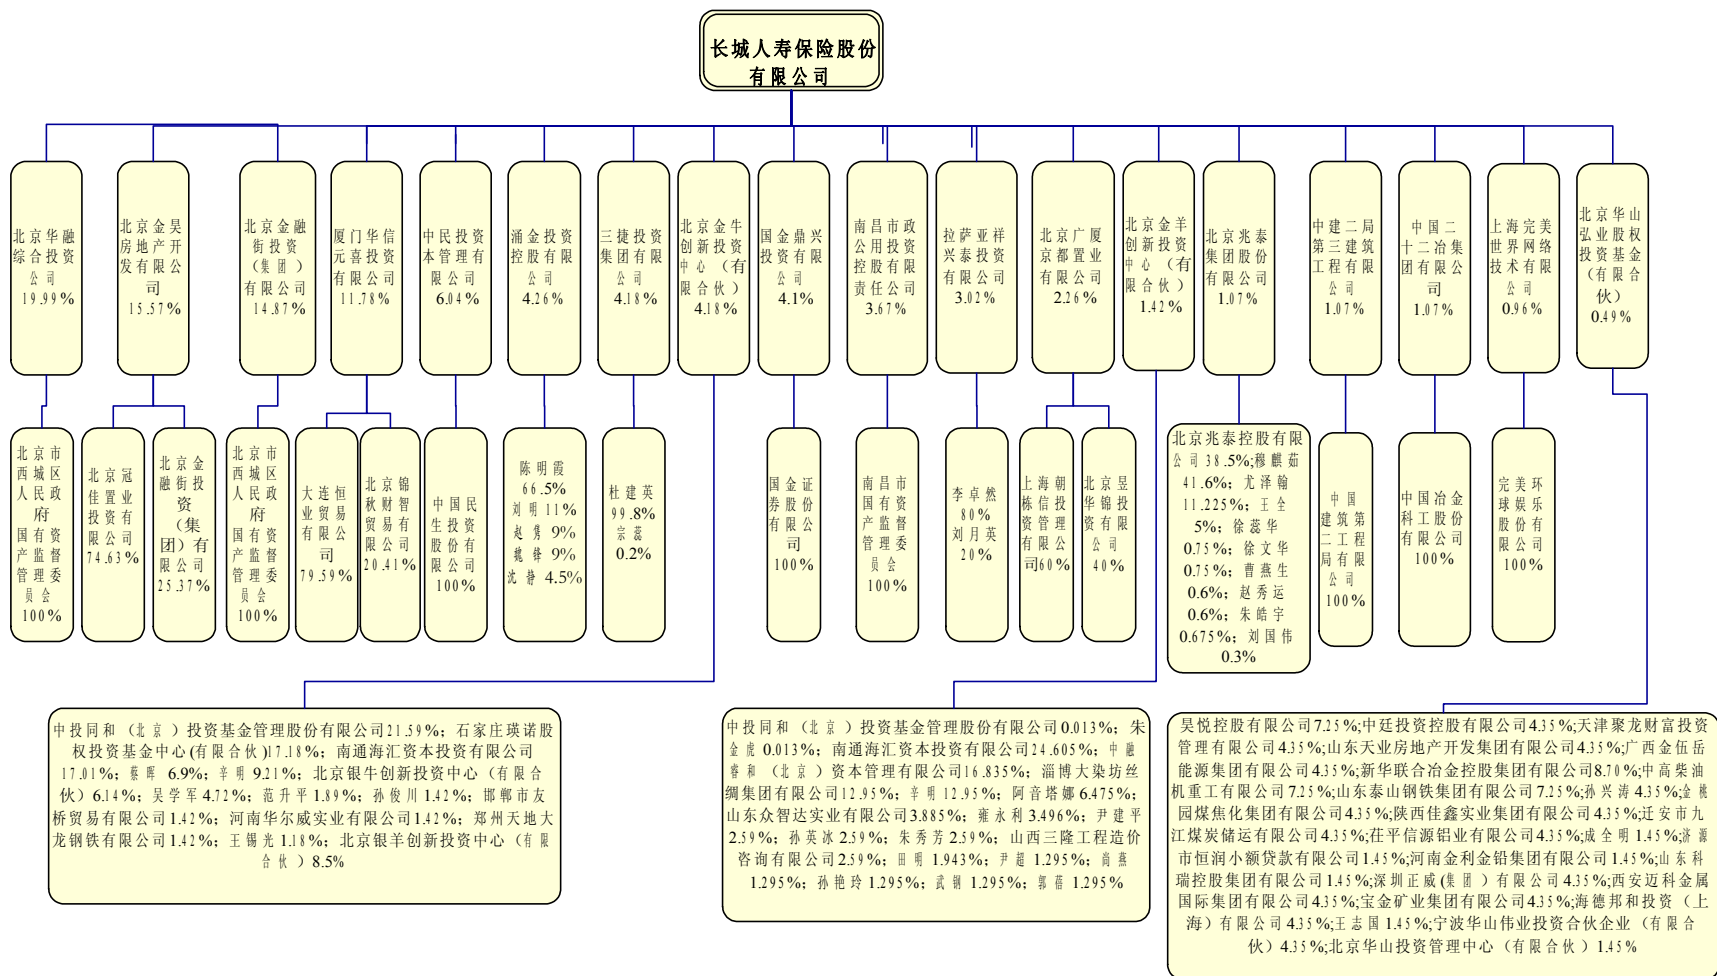 长城人寿保险股份
有限公司
北京华融
综合投资
公司
19.99%
北京金昊
房地产开
发有限公
司
15.57%
北京金融
街投资
（集团）
有限公司
14.87%
厦门华信
元喜投资
有限公司
11.78%
中民投资
本管理有
限公司
6.04%
涌金投资
控股有限
公司
4.26%
三捷投资
集团有限
公司
4.18%
北京金牛
创新投资
中心（有
限合伙）
4.18%
国金鼎兴
投资有限
公司
4.1%
南昌市政
公用投资
控股有限
责任公司
3.67%
拉萨亚祥
兴泰投资
有限公司
3.02%
北京广厦
京都置业
有限公司
2.26%
北京金羊
创新投资
中心（有
限合伙）
1.42%
北京兆泰
集团股份
有限公司
1.07%
中建二局
第三建筑
工程有限
公司
1.07%
中国二
十二冶集
团有限公
司
1.07%
上海完美
世界网络
技术有限
公司
0.96%
北京华山
弘业股权
投资基金
（有限合
伙）
0.49%
北京市
西城区
人民政
府
国有资
产监督
管理委
员会
100%
北京冠
佳置业
投资有
限公司
74.63%
北京金
融街投
资
（集
团）有
限公司
25.37%
北京市
西城区
人民政
府
国有资
产监督
管理委
员会
100%
大连恒
业贸易
有限公
司
79.59%
北京锦
秋财智
贸易有
限公司
20.41%
中国民
生投资
股份有
限公司
100%
陈明霞
66.5%
刘明11%
赵隽 9%
魏锋 9%
沈静 4.5%
杜建英
99.8%
宗蕊
0.2%
国金证
券股份
有限公
司
100%
南昌市
国有资
产监督
管理委
员会
100%
李卓然
80%
刘月英
20%
上海朝
栋信投
资管理
有限公
司60%
北京昱
华锦投
资有限
公司
40%
北京兆泰控股有限
公司38.5%;穆麒茹
41.6%；尤泽翰
11.225%；王全
5%；徐蕊华
0.75%；徐文华
0.75%；曹燕生
0.6%；赵秀运
0.6%；朱皓宇
0.675%；刘国伟
0.3%
中国
建筑第
二工程
局有限
公司
100%
中国冶金
科工股份
有限公司
100%
完美环
球娱乐
股份有
限公司
100%
中投同和（北京）投资基金管理股份有限公司21.59%；石家庄瑛诺股
权投资基金中心(有限合伙)17.18%；南通海汇资本投资有限公司
17.01%；蔡晖 6.9%；辛明 9.21%；北京银牛创新投资中心（有限合
伙）6.14%；吴学军 4.72%；范升平 1.89%；孙俊川 1.42%；邯郸市友
桥贸易有限公司1.42%；河南华尔威实业有限公司1.42%；郑州天地大
龙钢铁有限公司1.42%；王锡光 1.18%；北京银羊创新投资中心（有限
合伙）8.5%
中投同和（北京）投资基金管理股份有限公司0.013%；朱
金虎 0.013%；南通海汇资本投资有限公司24.605%；中融
睿和（北京）资本管理有限公司16.835%；淄博大染坊丝
绸集团有限公司12.95%；辛明 12.95%；阿音塔娜 6.475%；
山东众智达实业有限公司3.885%；雍永利 3.496%；尹建平
2.59%；孙英冰 2.59%；朱秀芳 2.59%；山西三隆工程造价
咨询有限公司2.59%；田明 1.943%；尹超 1.295%；尚燕
1.295%；孙艳玲 1.295%；武钢 1.295%；郭蓓 1.295%
昊悦控股有限公司7.25%;中廷投资控股有限公司4.35%;天津聚龙财富投资
管理有限公司4.35%;山东天业房地产开发集团有限公司4.35%;广西金伍岳
能源集团有限公司4.35%;新华联合冶金控股集团有限公司8.70%;中高柴油
机重工有限公司7.25%;山东泰山钢铁集团有限公司7.25%;孙兴涛 4.35%;金桃
园煤焦化集团有限公司4.35%;陕西佳鑫实业集团有限公司4.35%;迁安市九
江煤炭储运有限公司4.35%;茌平信源铝业有限公司4.35%;成全明 1.45%;济源
市恒润小额贷款有限公司1.45%;河南金利金铅集团有限公司1.45%;山东科
瑞控股集团有限公司1.45%;深圳正威(集团）有限公司4.35%;西安迈科金属
国际集团有限公司4.35%;宝金矿业集团有限公司4.35%;海德邦和投资（上
海）有限公司4.35%;王志国1.45%;宁波华山伟业投资合伙企业（有限合
伙）4.35%;北京华山投资管理中心（有限合伙）1.45%